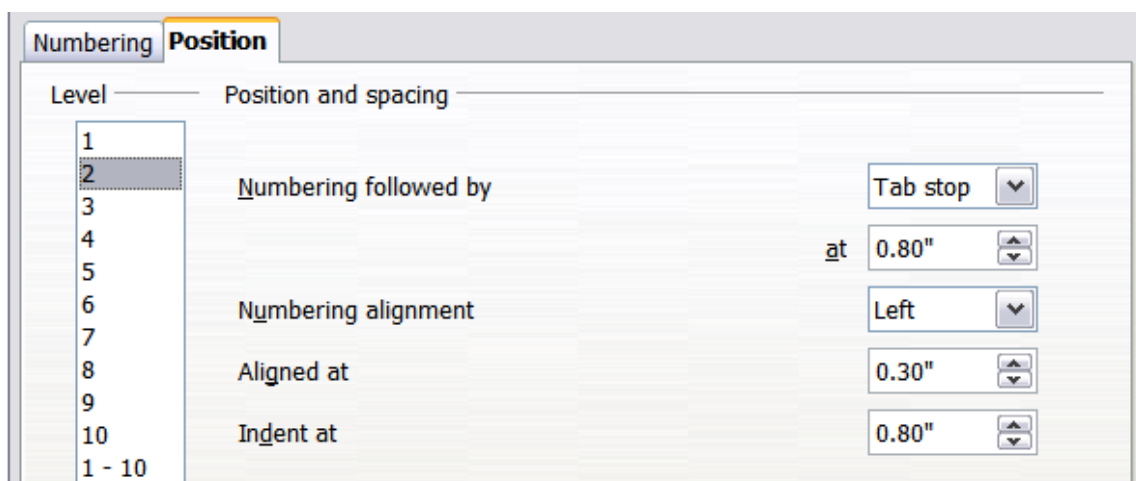 Numbering Position
Level Position and spacing
1
2
3
4
5
6
7
8
9
10
1 - 10
Numbering followed by Tab stop
at 0.80"
Numbering alignment Left
Aligned at 0.30"
Indent at 0.80"